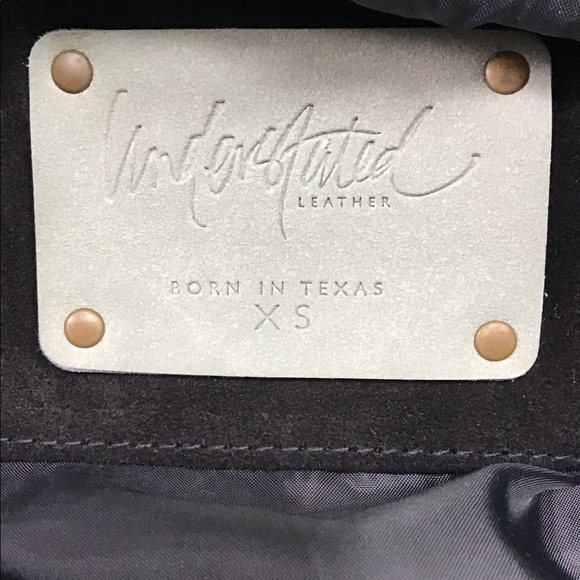 Understated
LEATHER
BORN IN TEXAS
XS